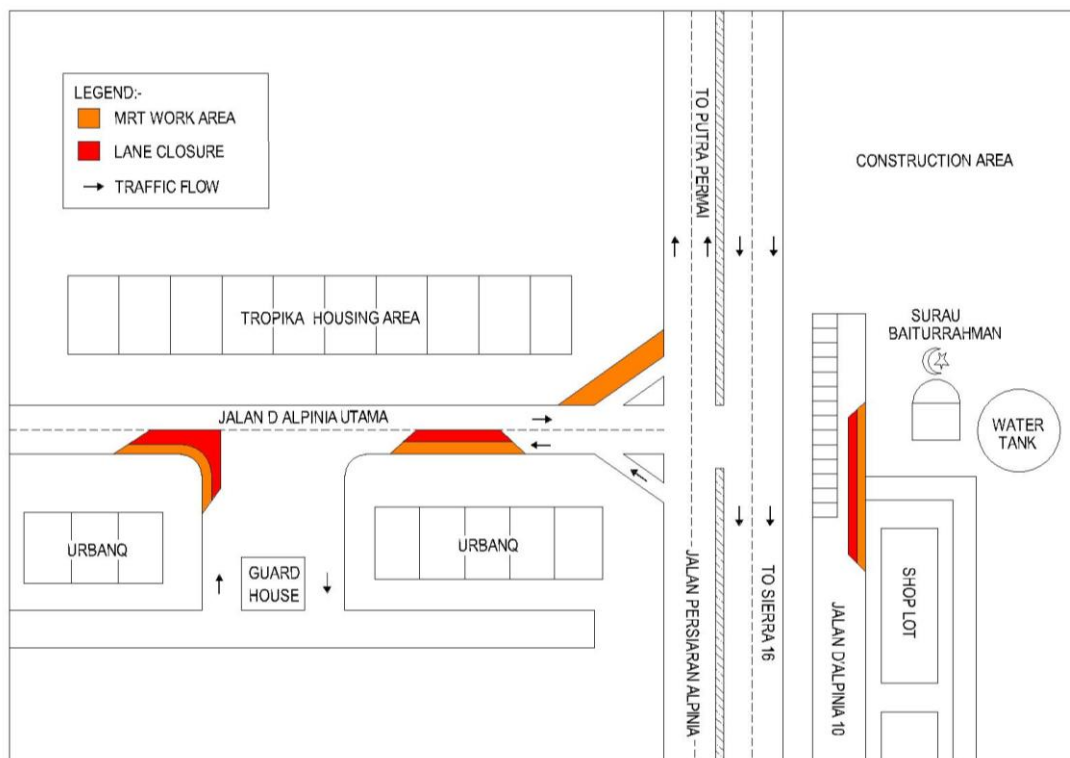 LEGEND:-
MRT WORK AREA
LANE CLOSURE
TRAFFIC FLOW
TO PUTRA PERMAI
CONSTRUCTION AREA
TROPIKA HOUSING AREA
SURAU
BAITURRAHMAN
JALAN D ALPINIA UTAMA
WATER
TANK
URBANQ
URBANQ
GUARD
HOUSE
JALAN PERSIARAN ALPINIA
TO SIERRA 16
JALAN D'ALPINIA 10
SHOP LOT